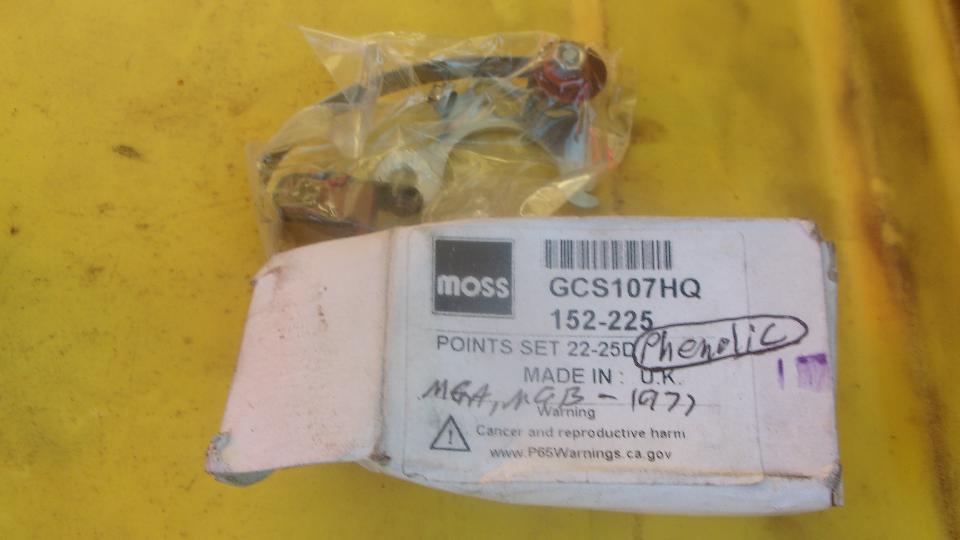 moss
GCS107HQ
152-225
POINTS SET 22-25D
Phenolic
MADE IN : U.K.
MGA, MGB - 1977
Warning
Cancer and reproductive harm
www.P65Warnings.ca.gov